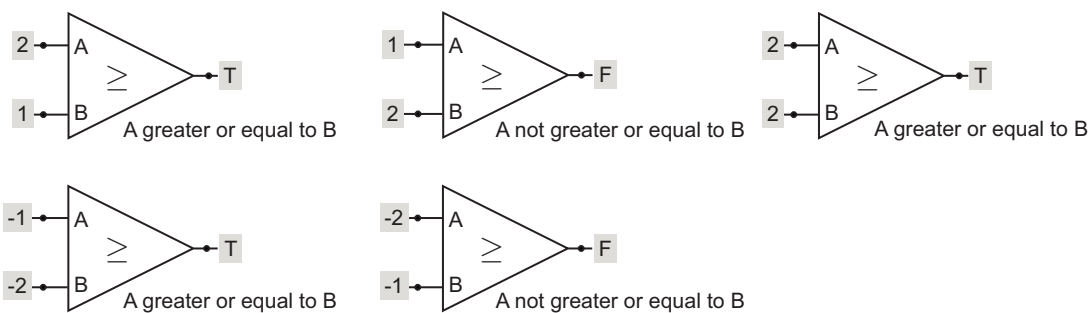 2 A ≥ T
1 B
A greater or equal to B
1 A ≥ F
2 B
A not greater or equal to B
2 A ≥ T
2 B
A greater or equal to B
-1 A ≥ T
-2 B
A greater or equal to B
-2 A ≥ F
-1 B
A not greater or equal to B